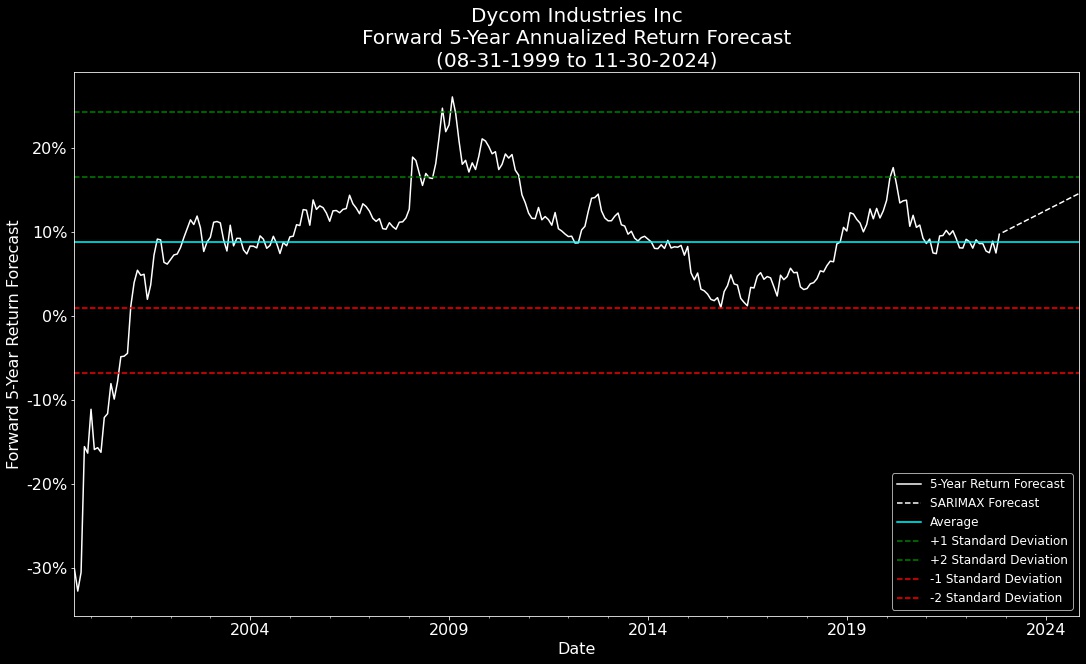 Dycom Industries Inc
Forward 5-Year Annualized Return Forecast
(08-31-1999 to 11-30-2024)
Forward 5-Year Return Forecast
20%
10%
0%
-10%
-20%
-30%
5-Year Return Forecast
SARIMAX Forecast
Average
+1 Standard Deviation
+2 Standard Deviation
-1 Standard Deviation
-2 Standard Deviation
2004 2009 2014 2019 2024
Date